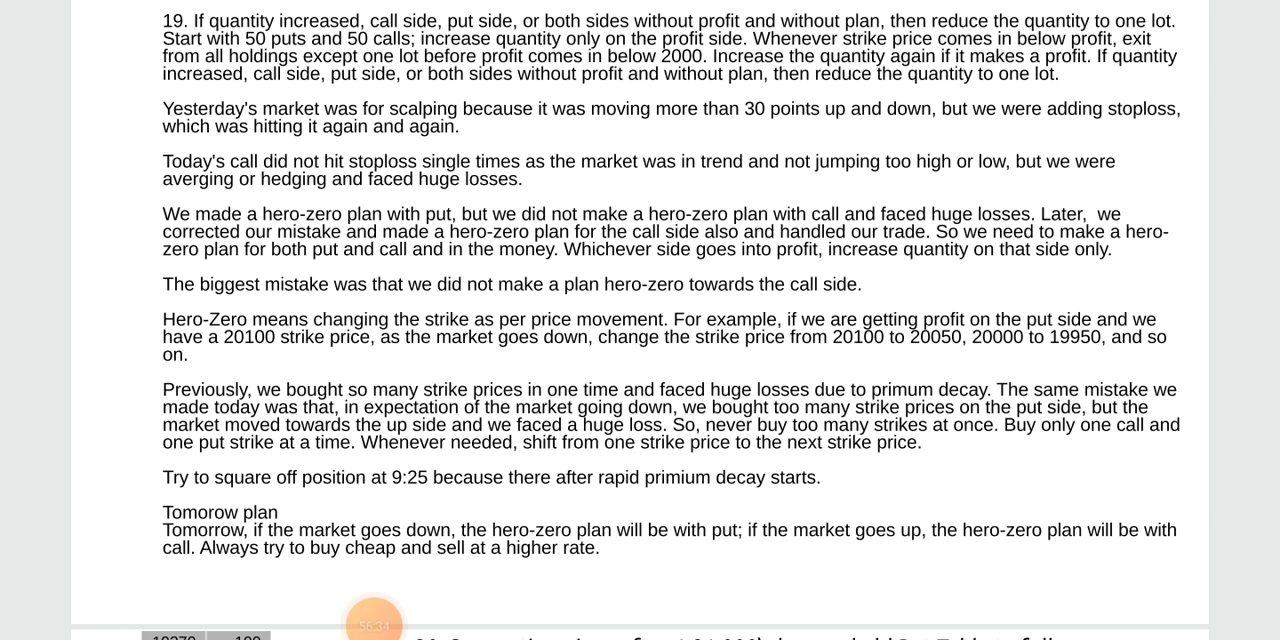 19. If quantity increased, call side, put side, or both sides without profit and without plan, then reduce the quantity to one lot.
Start with 50 puts and 50 calls; increase quantity only on the profit side. Whenever strike price comes in below profit, exit
from all holdings except one lot before profit comes in below 2000. Increase the quantity again if it makes a profit. If quantity
increased, call side, put side, or both sides without profit and without plan, then reduce the quantity to one lot.
Yesterday's market was for scalping because it was moving more than 30 points up and down, but we were adding stoploss,
which was hitting it again and again.
Today's call did not hit stoploss single times as the market was in trend and not jumping too high or low, but we were
averging or hedging and faced huge losses.
We made a hero-zero plan with put, but we did not make a hero-zero plan with call and faced huge losses. Later, we
corrected our mistake and made a hero-zero plan for the call side also and handled our trade. So we need to make a hero-
zero plan for both put and call and in the money. Whichever side goes into profit, increase quantity on that side only.
The biggest mistake was that we did not make a plan hero-zero towards the call side.
Hero-Zero means changing the strike as per price movement. For example, if we are getting profit on the put side and we
have a 20100 strike price, as the market goes down, change the strike price from 20100 to 20050, 20000 to 19950, and so
on.
Previously, we bought so many strike prices in one time and faced huge losses due to primum decay. The same mistake we
made today was that, in expectation of the market going down, we bought too many strike prices on the put side, but the
market moved towards the up side and we faced a huge loss. So, never buy too many strikes at once. Buy only one call and
one put strike at a time. Whenever needed, shift from one strike price to the next strike price.
Try to square off position at 9:25 because there after rapid primium decay starts.
Tomorow plan
Tomorrow, if the market goes down, the hero-zero plan will be with put; if the market goes up, the hero-zero plan will be with
call. Always try to buy cheap and sell at a higher rate.
56:34